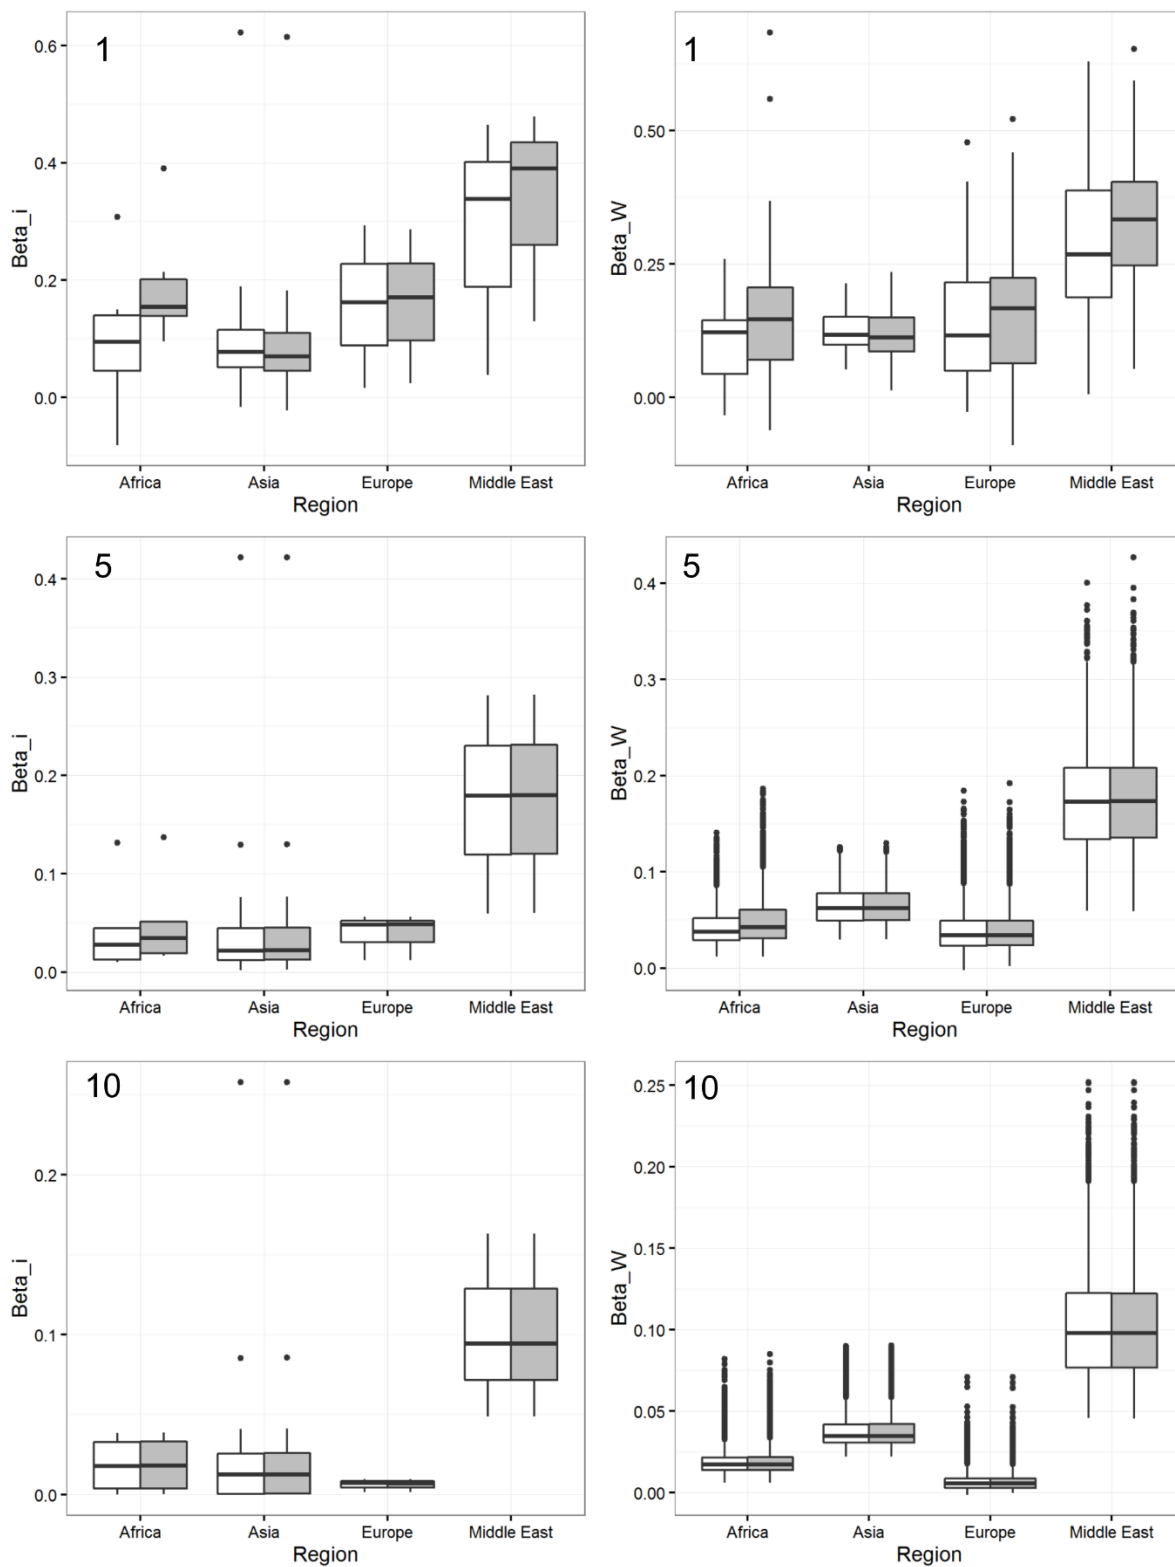 1
Beta_i
0.6
0.4
0.2
0.0
Africa Asia Europe Middle East
Region
1
Beta_W
0.50
0.25
0.00
Africa Asia Europe Middle East
Region
5
Beta_i
0.4
0.3
0.2
0.1
0.0
Africa Asia Europe Middle East
Region
5
Beta_W
0.4
0.3
0.2
0.1
0.0
Africa Asia Europe Middle East
Region
10
Beta_i
0.2
0.1
0.0
Africa Asia Europe Middle East
Region
10
Beta_W
0.25
0.20
0.15
0.10
0.05
0.00
Africa Asia Europe Middle East
Region